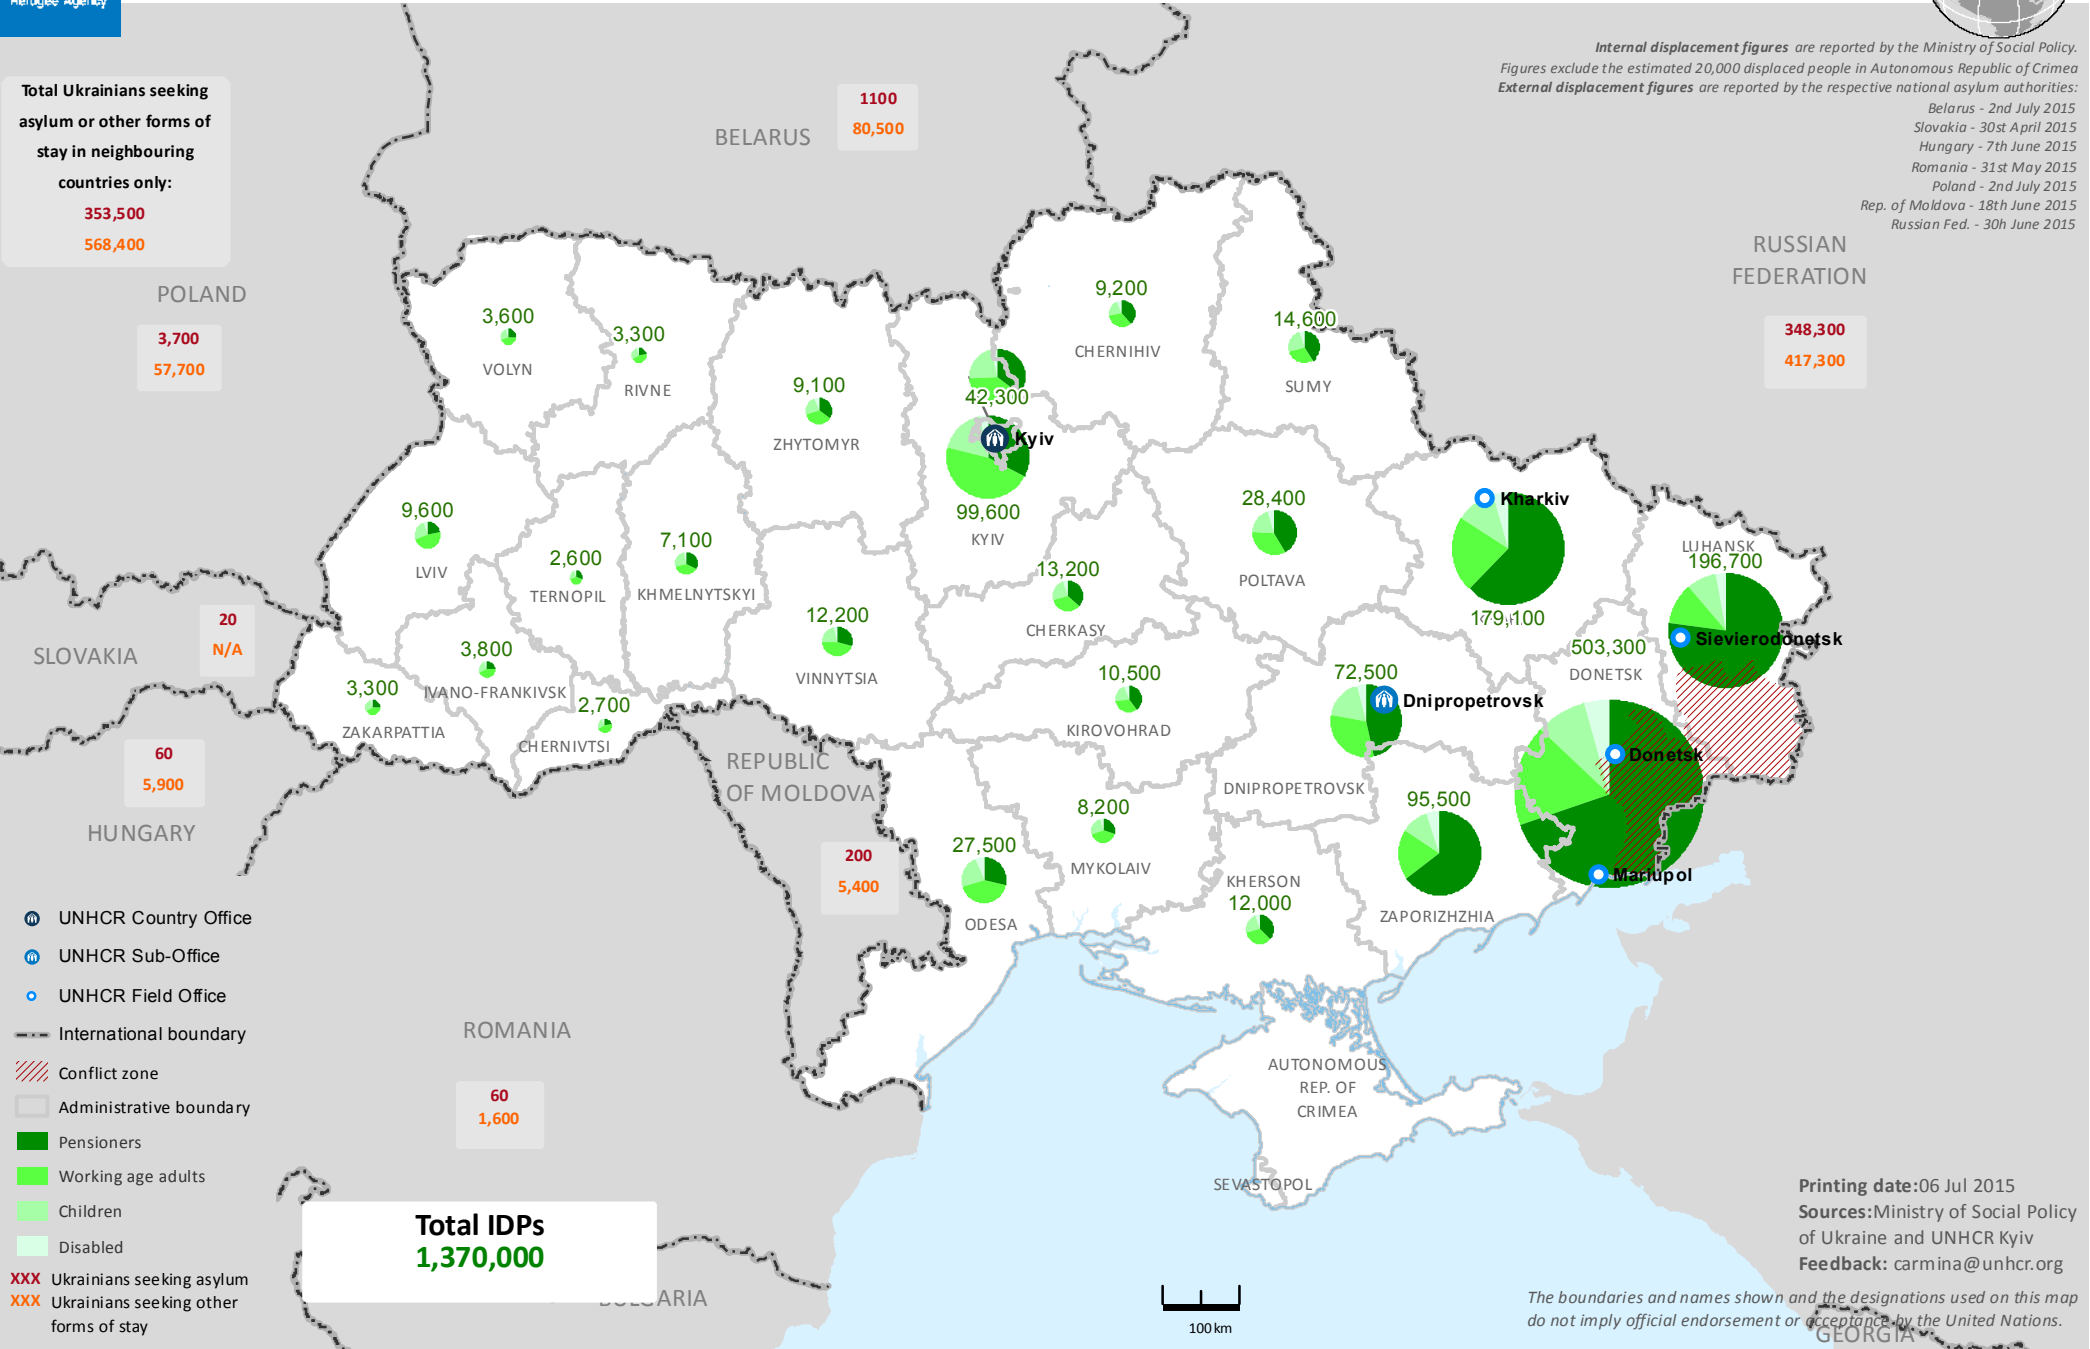 Refugee Agency
Internal displacement figures are reported by the Ministry of Social Policy.
Figures exclude the estimated 20,000 displaced people in Autonomous Republic of Crimea
External displacement figures are reported by the respective national asylum authorities:
Belarus - 2nd July 2015
Slovakia - 30st April 2015
Hungary - 7th June 2015
Romania - 31st May 2015
Poland - 2nd July 2015
Rep. of Moldova - 18th June 2015
Russian Fed. - 30h June 2015
Total Ukrainians seeking
asylum or other forms of
stay in neighbouring
countries only:
353,500
568,400
BELARUS
1100
80,500
RUSSIAN
FEDERATION
348,300
417,300
POLAND
3,700
57,700
SLOVAKIA
20
N/A
HUNGARY
60
5,900
REPUBLIC
OF MOLDOVA
200
5,400
ROMANIA
60
1,600
BULGARIA
GEORGIA
3,600
VOLYN
3,300
RIVNE
9,100
ZHYTOMYR
42,300
Kyiv
99,600
KYIV
9,200
CHERNIHIV
14,600
SUMY
9,600
LVIV
2,600
TERNOPIL
7,100
KHMELNYTSKYI
12,200
VINNYTSIA
13,200
CHERKASY
28,400
POLTAVA
Kharkiv
179,100
LUHANSK
196,700
Sievierodonetsk
503,300
DONETSK
Donetsk
Mariupol
3,800
IVANO-FRANKIVSK
3,300
ZAKARPATTIA
2,700
CHERNIVTSI
10,500
KIROVOHRAD
72,500
Dnipropetrovsk
DNIPROPETROVSK
95,500
ZAPORIZHZHIA
8,200
MYKOLAIV
27,500
ODESA
KHERSON
12,000
AUTONOMOUS
REP. OF
CRIMEA
SEVASTOPOL
UNHCR Country Office
UNHCR Sub-Office
UNHCR Field Office
International boundary
Conflict zone
Administrative boundary
Pensioners
Working age adults
Children
Disabled
XXX Ukrainians seeking asylum
XXX Ukrainians seeking other
forms of stay
Total IDPs
1,370,000
100 km
Printing date:06 Jul 2015
Sources:Ministry of Social Policy
of Ukraine and UNHCR Kyiv
Feedback: carmina@unhcr.org
The boundaries and names shown and the designations used on this map
do not imply official endorsement or acceptance by the United Nations.